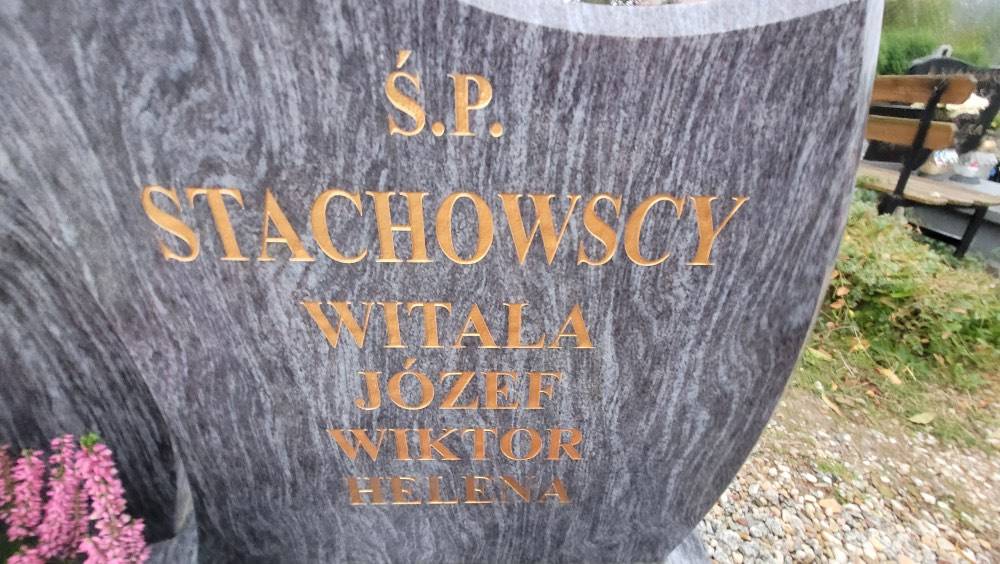 Ś.P.
STACHOWSCY
WITALA
JÓZEF
WIKTOR
HELENA